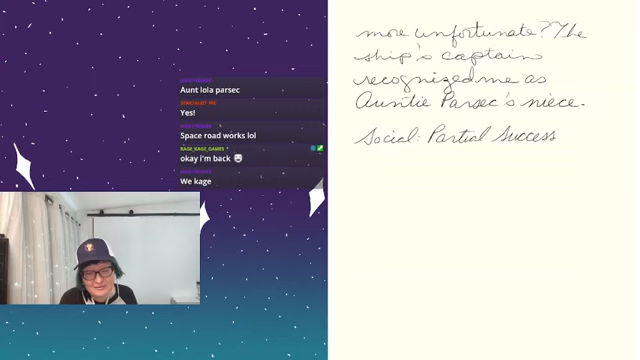 Aunt lola parsec
Yes!
Space road works lol
RAGE_KAGE_GAMES
okay i'm back
We kage
more unfortunate? The
ship's captain
recognized me as
Auntie Parsec's niece.
Social: Partial Success